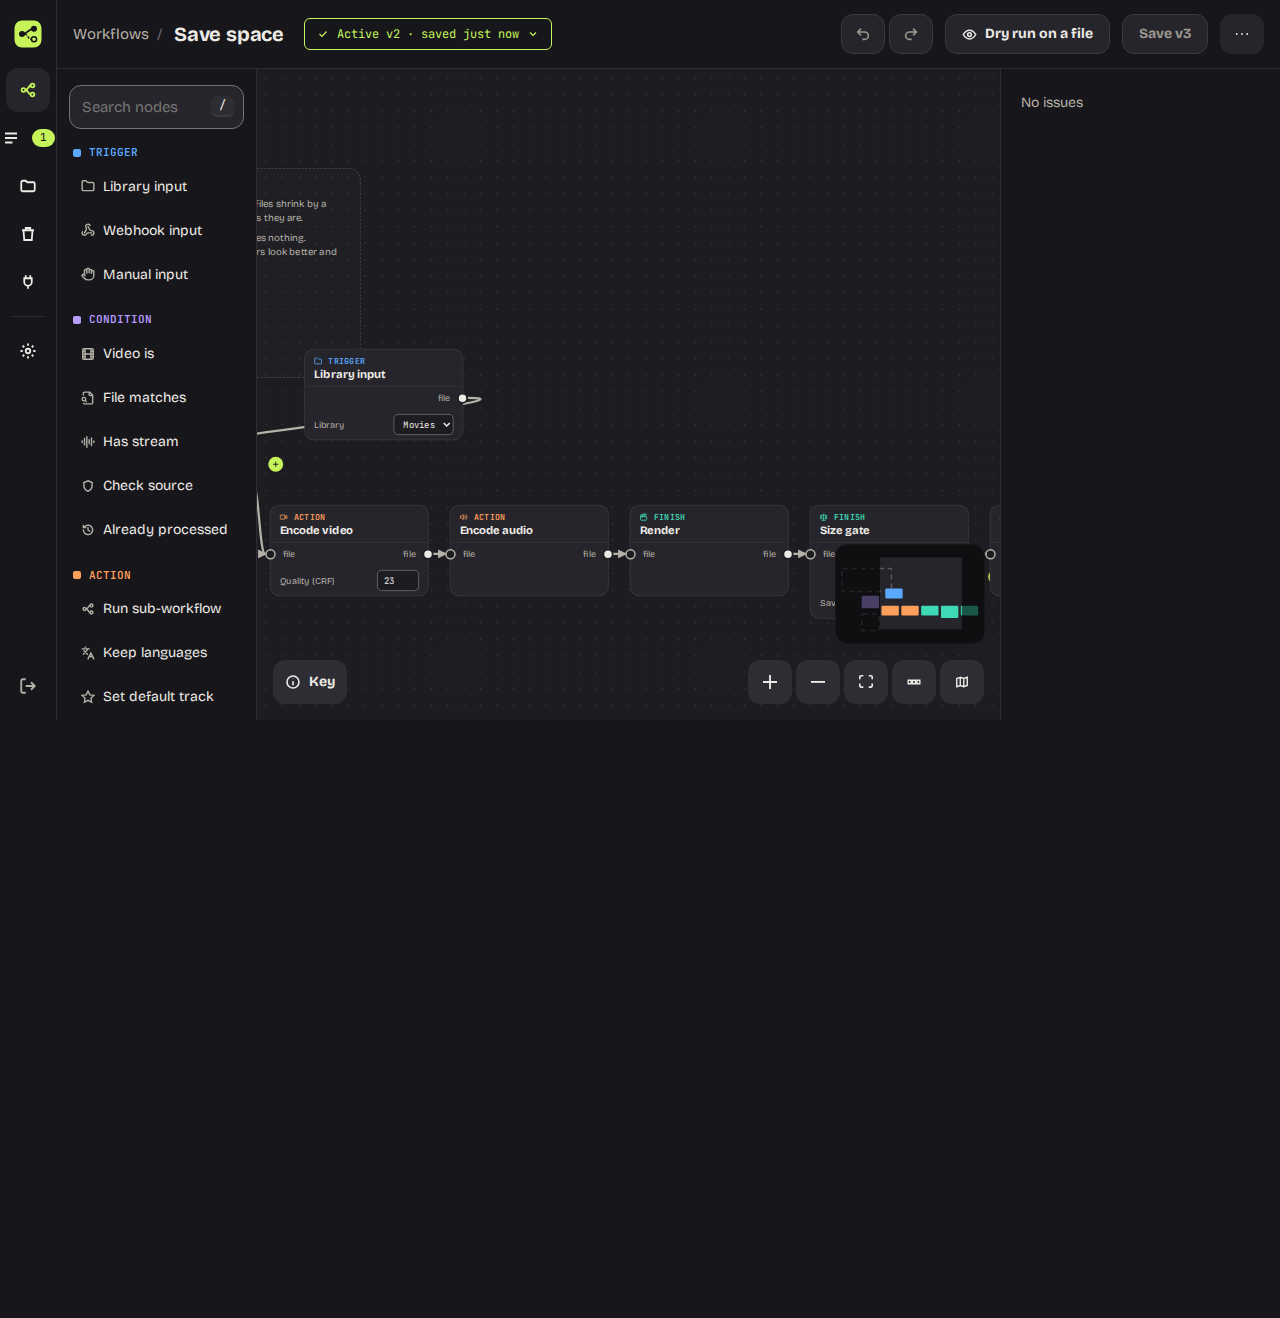 Workflows / Save space
Active v2 · saved just now
Dry run on a file
Save v3
1
Search nodes /
TRIGGER
Library input
Webhook input
Manual input
CONDITION
Video is
File matches
Has stream
Check source
Already processed
ACTION
Run sub-workflow
Keep languages
Set default track
files shrink by a
s they are.
es nothing.
rs look better and
TRIGGER
Library input
file
Library
Movies
ACTION
Encode video
file file
Quality (CRF)
23
ACTION
Encode audio
file file
FINISH
Render
file file
FINISH
Size gate
file
Sav
Key
No issues